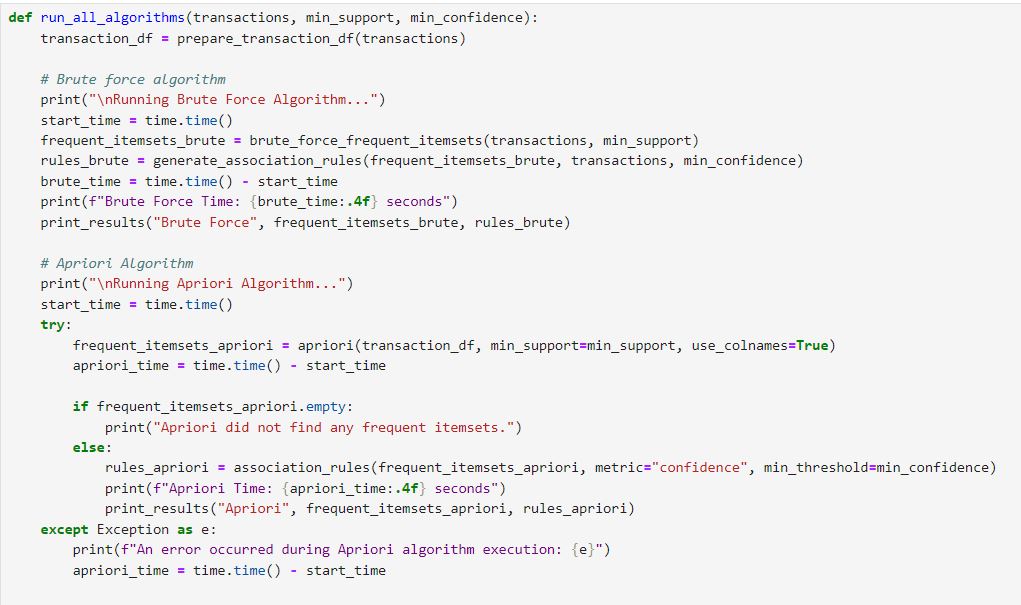 def run_all_algorithms(transactions, min_support, min_confidence):
    transaction_df = prepare_transaction_df(transactions)

    # Brute force algorithm
    print("\nRunning Brute Force Algorithm...")
    start_time = time.time()
    frequent_itemsets_brute = brute_force_frequent_itemsets(transactions, min_support)
    rules_brute = generate_association_rules(frequent_itemsets_brute, transactions, min_confidence)
    brute_time = time.time() - start_time
    print(f"Brute Force Time: {brute_time:.4f} seconds")
    print_results("Brute Force", frequent_itemsets_brute, rules_brute)

    # Apriori Algorithm
    print("\nRunning Apriori Algorithm...")
    start_time = time.time()
    try:
        frequent_itemsets_apriori = apriori(transaction_df, min_support=min_support, use_colnames=True)
        apriori_time = time.time() - start_time

        if frequent_itemsets_apriori.empty:
            print("Apriori did not find any frequent itemsets.")
        else:
            rules_apriori = association_rules(frequent_itemsets_apriori, metric="confidence", min_threshold=min_confidence)
            print(f"Apriori Time: {apriori_time:.4f} seconds")
            print_results("Apriori", frequent_itemsets_apriori, rules_apriori)
    except Exception as e:
        print(f"An error occurred during Apriori algorithm execution: {e}")
        apriori_time = time.time() - start_time